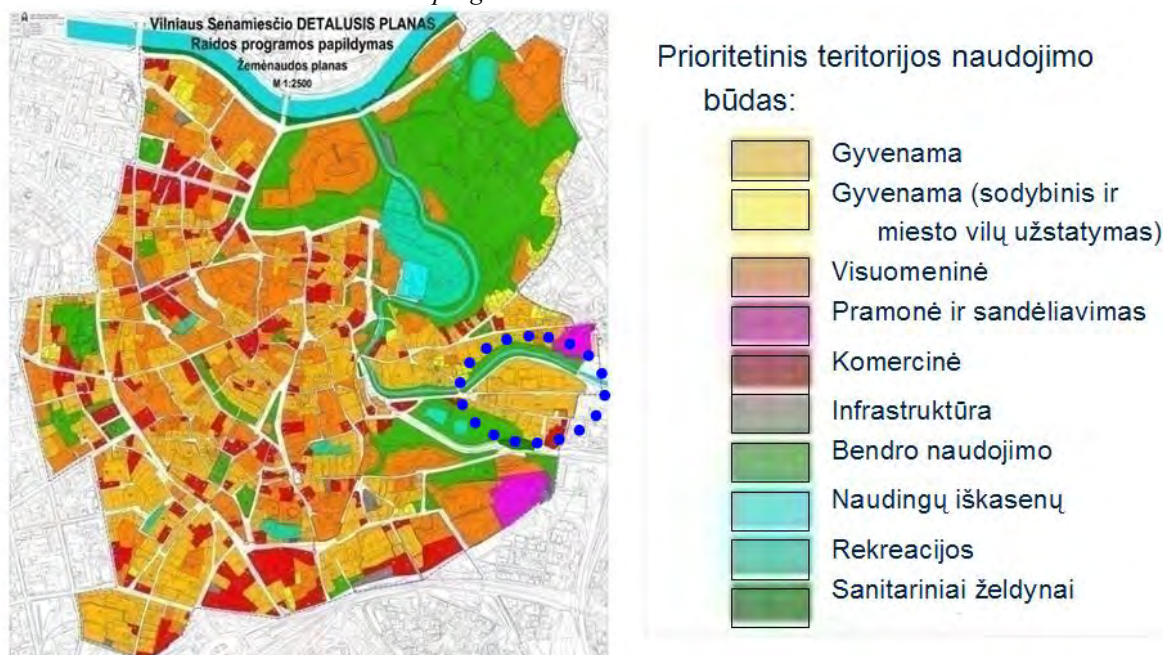 Vilniaus Senamiesčio DETALUSIS PLANAS
Raidos programos papildymas
Žemėnaudos planas
M 1:2500
Prioritetinis teritorijos naudojimo
būdas:
Gyvenama
Gyvenama (sodybinis ir
miesto vilų užstatymas)
Visuomeninė
Pramonė ir sandėliavimas
Komercinė
Infrastruktūra
Bendro naudojimo
Naudingų iškasenų
Rekreacijos
Sanitariniai želdynai